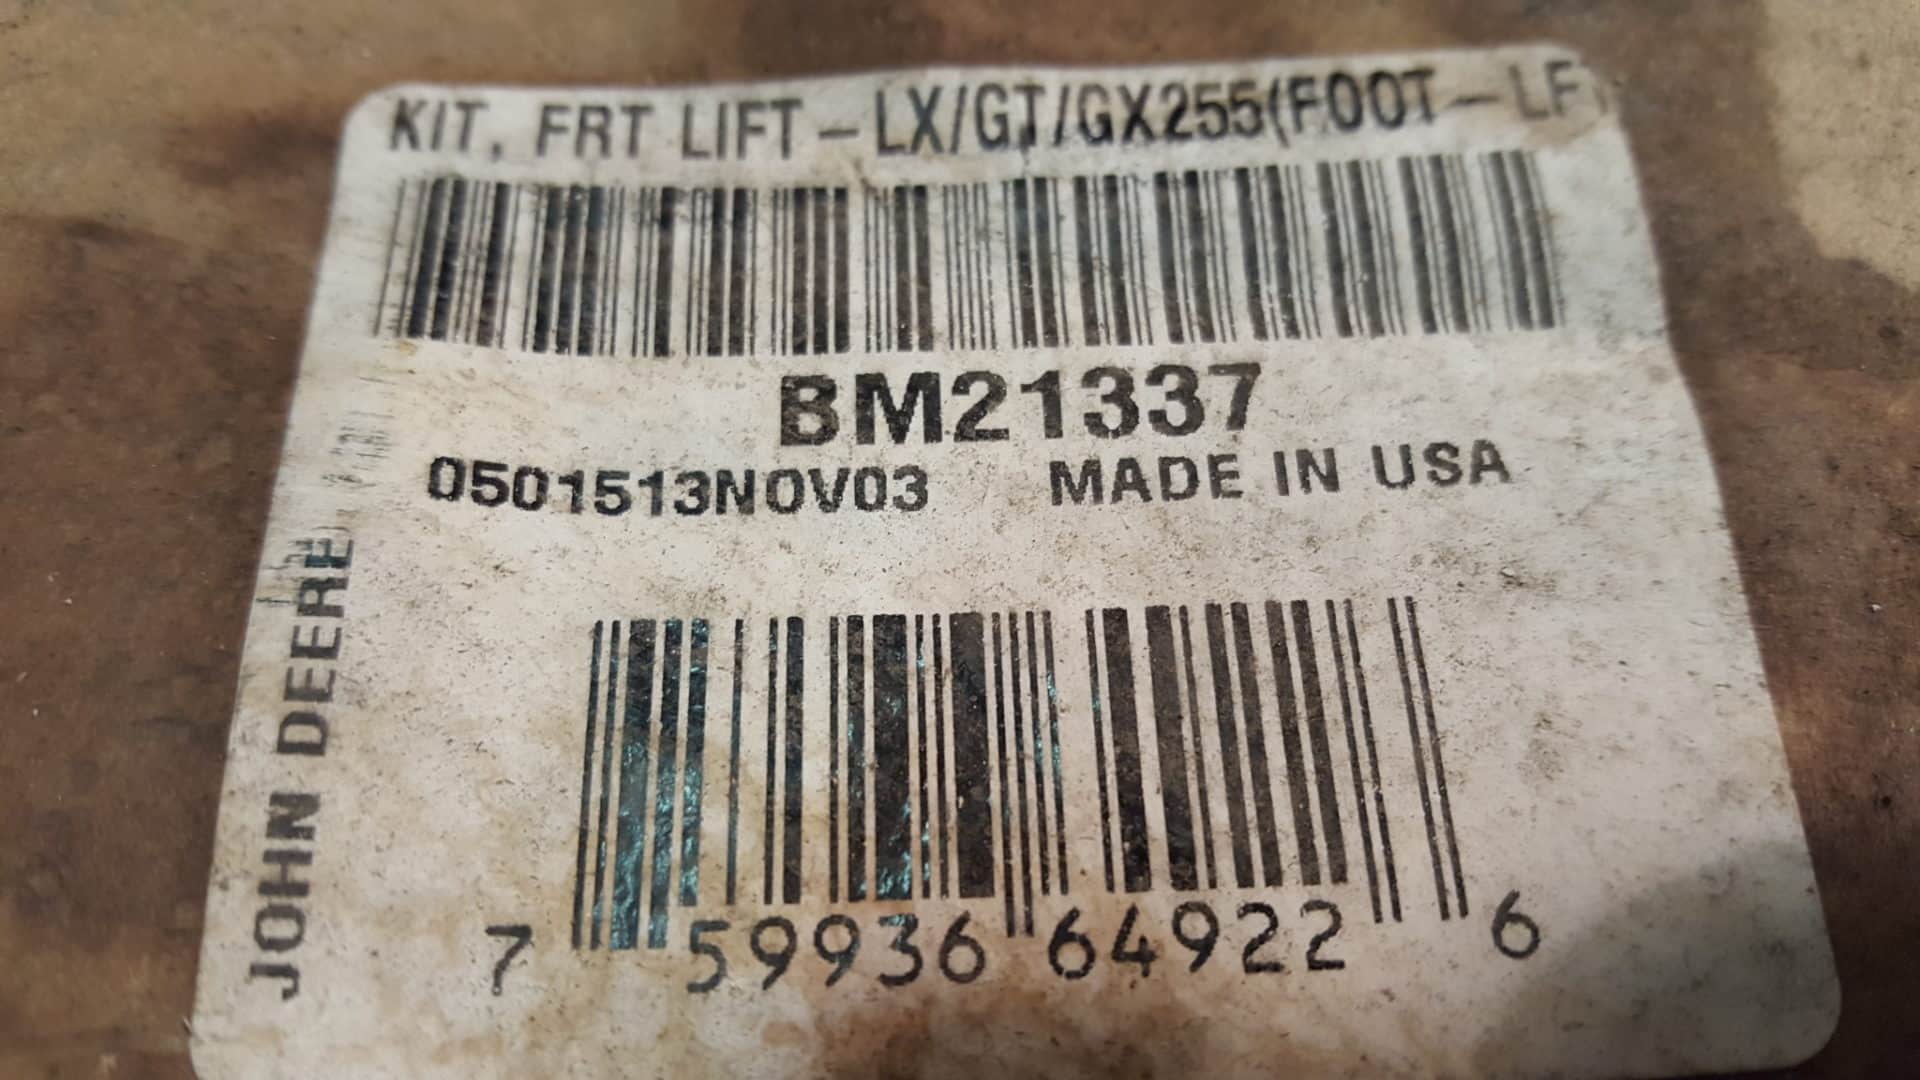 KIT, FRT LIFT – LX/GT/GX255(FOOT – LF)
BM21337
0501513NOV03 MADE IN USA
JOHN DEERE
7 59936 64922 6